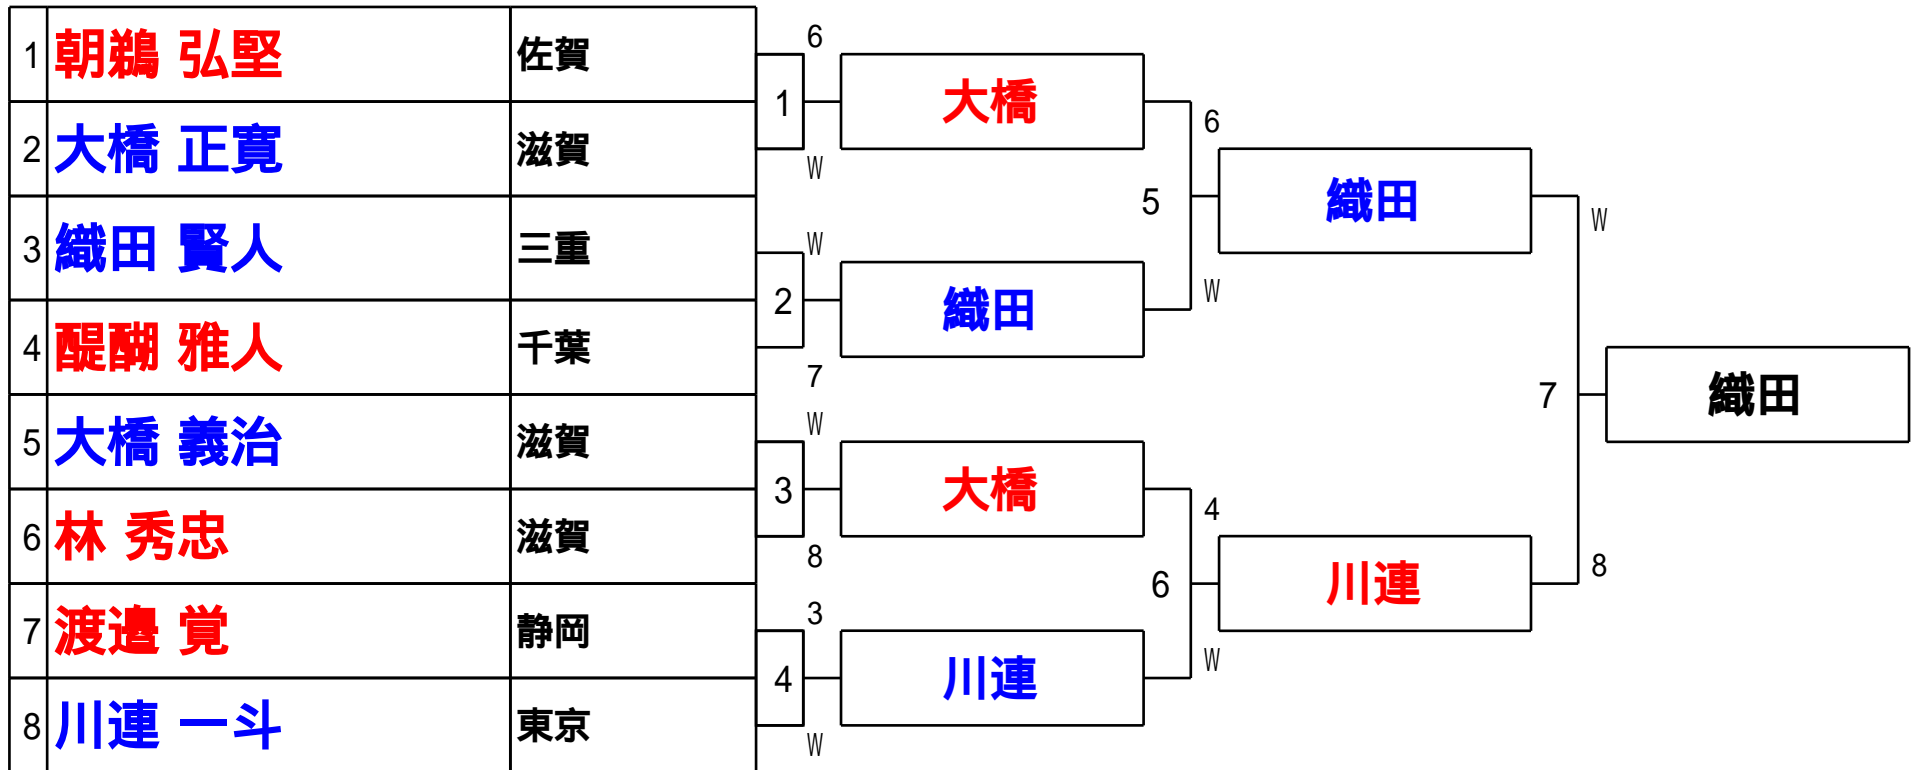 1 朝鵜 弘堅 佐賀
2 大橋 正寛 滋賀
3 織田 賢人 三重
4 醍醐 雅人 千葉
5 大橋 義治 滋賀
6 林 秀忠 滋賀
7 渡邉 覚 静岡
8 川連 一斗 東京
6
1
W
大橋
W
2
7
織田
W
3
8
大橋
3
4
W
川連
6
5
W
織田
4
6
W
川連
W
7
8
織田